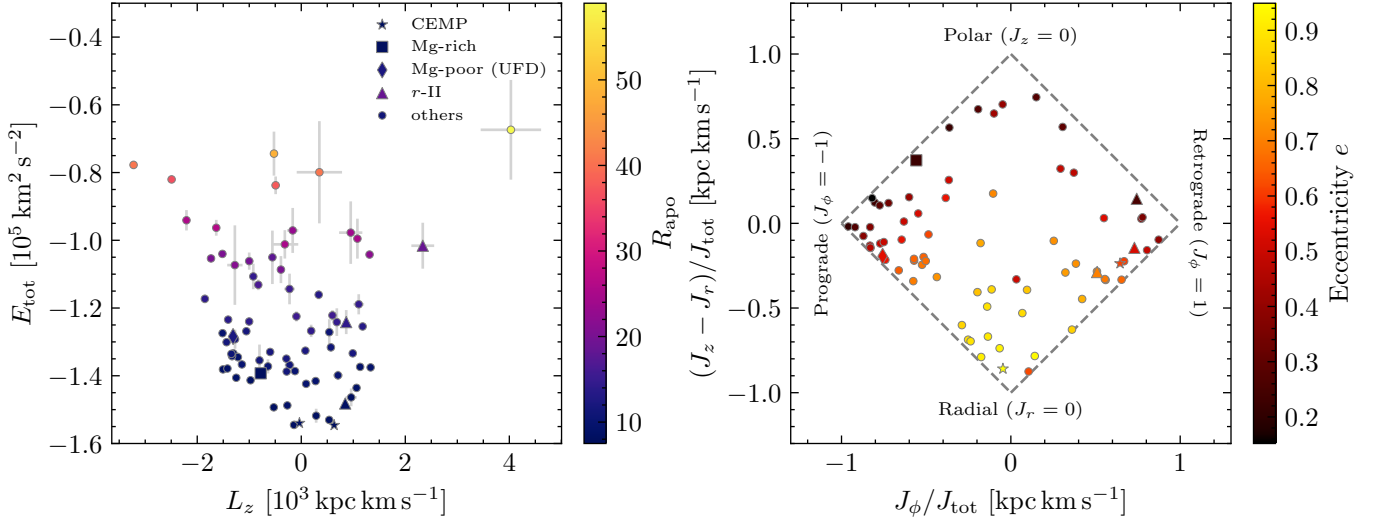 −0.4
−0.6
−0.8
−1.0
−1.2
−1.4
−1.6
E_tot [10^5 km^2 s^−2]
−2
0
2
4
L_z [10^3 kpc km s^−1]
CEMP
Mg-rich
Mg-poor (UFD)
r-II
others
50
40
30
20
10
R_apo
1.0
0.5
0.0
−0.5
−1.0
(J_z − J_r)/J_tot [kpc km s^−1]
Polar (J_z = 0)
Prograde (J_ϕ = −1)
Retrograde (J_ϕ = 1)
Radial (J_r = 0)
−1
0
1
J_ϕ/J_tot [kpc km s^−1]
0.9
0.8
0.7
0.6
0.5
0.4
0.3
0.2
Eccentricity e